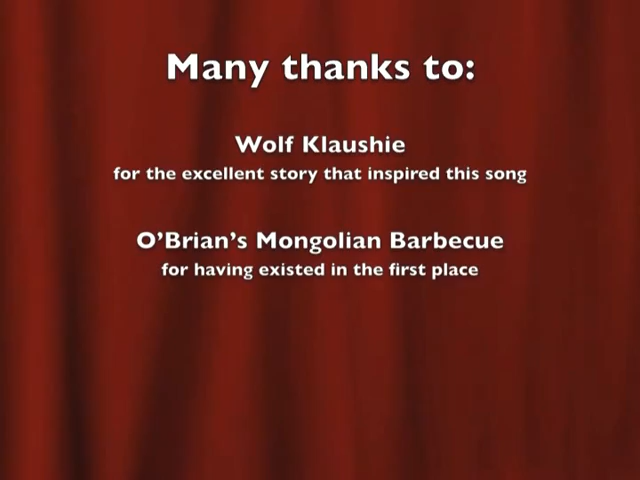 Many thanks to:
Wolf Klaushie
for the excellent story that inspired this song
O’Brian’s Mongolian Barbecue
for having existed in the first place